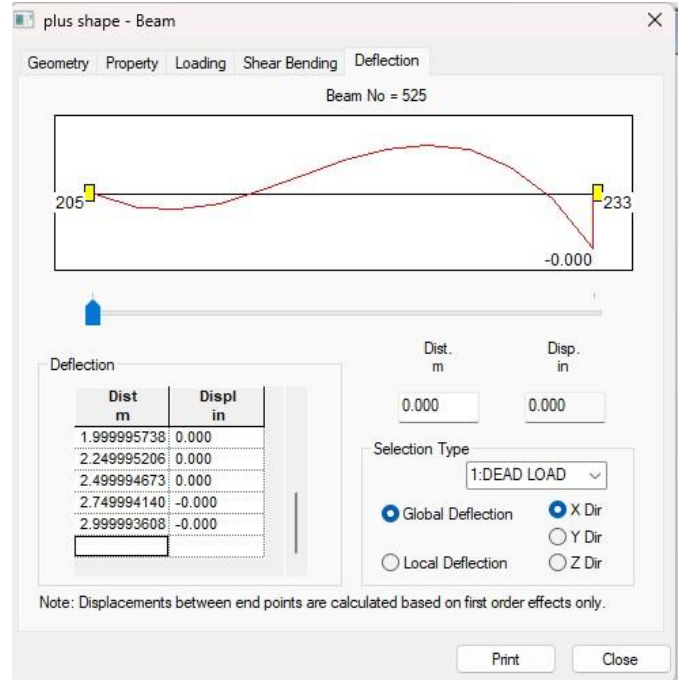 plus shape - Beam
Geometry Property Loading Shear Bending Deflection
Beam No = 525
205
233
-0.000
Deflection
Dist Displ
m in
1.999995738 0.000
2.249995206 0.000
2.499994673 0.000
2.749994140 -0.000
2.999993608 -0.000
Dist. Disp.
m in
0.000 0.000
Selection Type
1:DEAD LOAD
Global Deflection
X Dir
Y Dir
Local Deflection
Z Dir
Note: Displacements between end points are calculated based on first order effects only.
Print Close